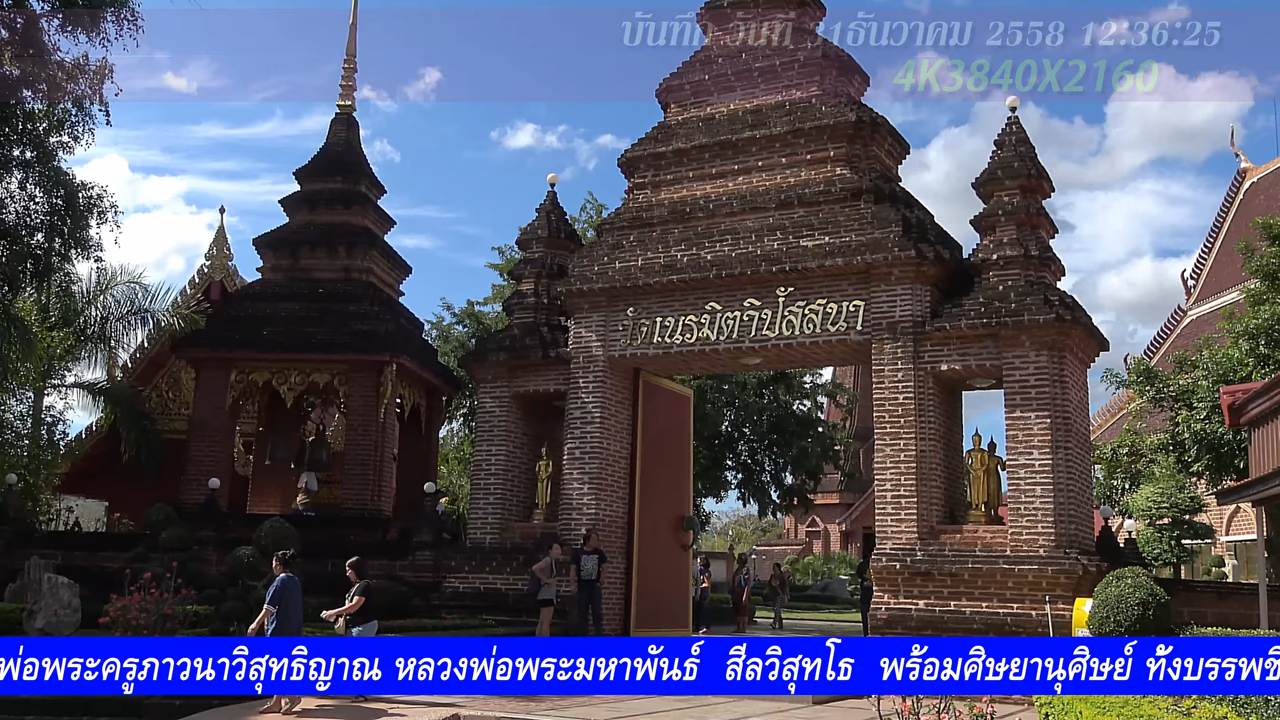 บันทึก วันที่ 31ธันวาคม 2558 12:36:25
4K3840X2160
วัดเนรมิตวิปัสสนา
พ่อพระครูภาวนาวิสุทธิญาณ หลวงพ่อพระมหาพันธ์ สีลวิสุทโธ พร้อมศิษยานุศิษย์ ทั้งบรรพชิ